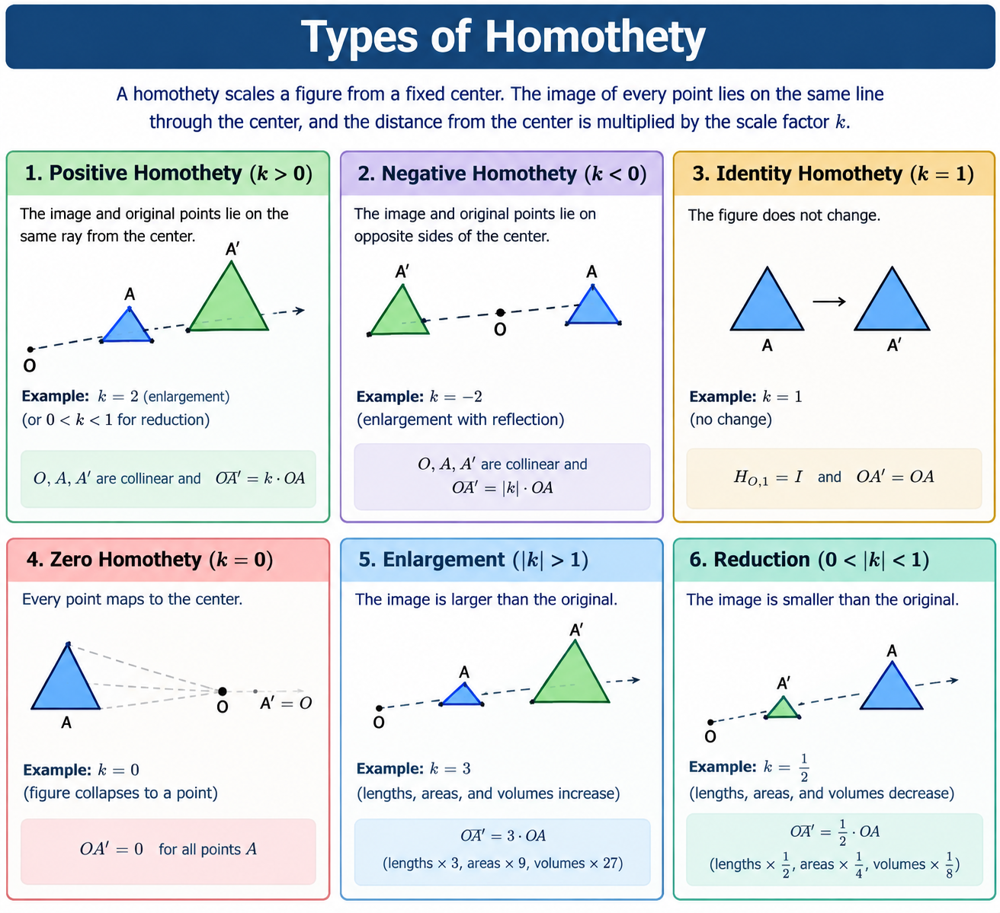 Types of Homothety
A homothety scales a figure from a fixed center. The image of every point lies on the same line
through the center, and the distance from the center is multiplied by the scale factor k.
1. Positive Homothety (k > 0)
The image and original points lie on the
same ray from the center.
A′
A
O
Example: k = 2 (enlargement)
(or 0 < k < 1 for reduction)
O, A, A′ are collinear and O̅A̅′ = k · OA
2. Negative Homothety (k < 0)
The image and original points lie on
opposite sides of the center.
A′
A
O
Example: k = −2
(enlargement with reflection)
O, A, A′ are collinear and
O̅A̅′ = |k| · OA
3. Identity Homothety (k = 1)
The figure does not change.
A
A′
Example: k = 1
(no change)
H_{O,1} = I and OA′ = OA
4. Zero Homothety (k = 0)
Every point maps to the center.
A
O
A′ = O
Example: k = 0
(figure collapses to a point)
OA′ = 0 for all points A
5. Enlargement (|k| > 1)
The image is larger than the original.
A′
A
O
Example: k = 3
(lengths, areas, and volumes increase)
O̅A̅′ = 3 · OA
(lengths × 3, areas × 9, volumes × 27)
6. Reduction (0 < |k| < 1)
The image is smaller than the original.
A
A′
O
Example: k = 1/2
(lengths, areas, and volumes decrease)
O̅A̅′ = 1/2 · OA
(lengths × 1/2, areas × 1/4, volumes × 1/8)